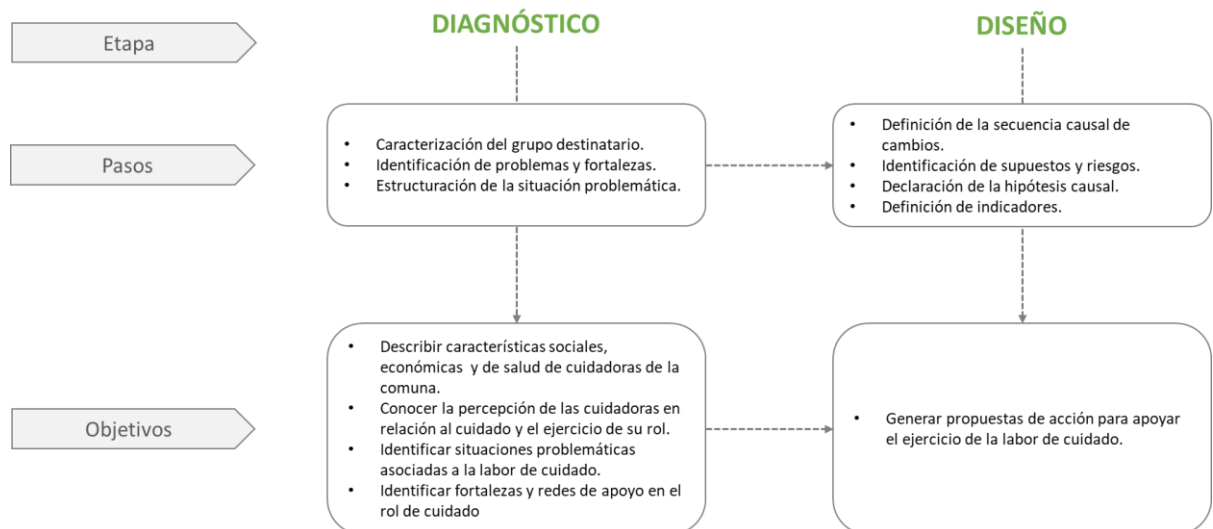 Etapa
DIAGNÓSTICO
DISEÑO
Pasos
• Caracterización del grupo destinatario.
• Identificación de problemas y fortalezas.
• Estructuración de la situación problemática.
• Definición de la secuencia causal de
cambios.
• Identificación de supuestos y riesgos.
• Declaración de la hipótesis causal.
• Definición de indicadores.
Objetivos
• Describir características sociales,
económicas y de salud de cuidadoras de la
comuna.
• Conocer la percepción de las cuidadoras en
relación al cuidado y el ejercicio de su rol.
• Identificar situaciones problemáticas
asociadas a la labor de cuidado.
• Identificar fortalezas y redes de apoyo en el
rol de cuidado
• Generar propuestas de acción para apoyar
el ejercicio de la labor de cuidado.